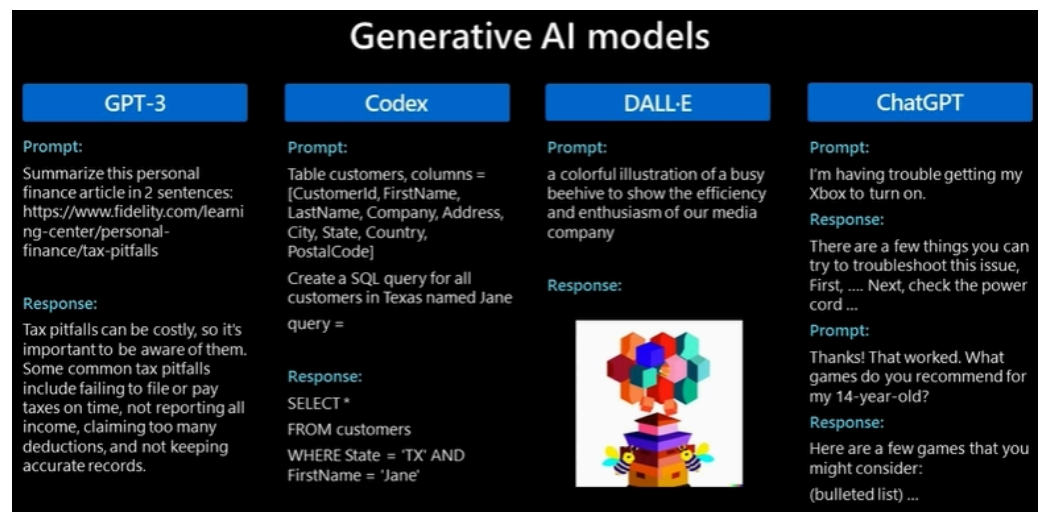 Generative AI models
GPT-3
Prompt:
Summarize this personal
finance article in 2 sentences:
https://www.fidelity.com/learni
ng-center/personal-
finance/tax-pitfalls
Response:
Tax pitfalls can be costly, so it's
important to be aware of them.
Some common tax pitfalls
include failing to file or pay
taxes on time, not reporting all
income, claiming too many
deductions, and not keeping
accurate records.
Codex
Prompt:
Table customers, columns =
[CustomerId, FirstName,
LastName, Company, Address,
City, State, Country,
PostalCode]
Create a SQL query for all
customers in Texas named Jane
query =
Response:
SELECT *
FROM customers
WHERE State = 'TX' AND
FirstName = 'Jane'
DALL·E
Prompt:
a colorful illustration of a busy
beehive to show the efficiency
and enthusiasm of our media
company
Response:
ChatGPT
Prompt:
I'm having trouble getting my
Xbox to turn on.
Response:
There are a few things you can
try to troubleshoot this issue,
First, .... Next, check the power
cord ...
Prompt:
Thanks! That worked. What
games do you recommend for
my 14-year-old?
Response:
Here are a few games that you
might consider:
(bulleted list) ...